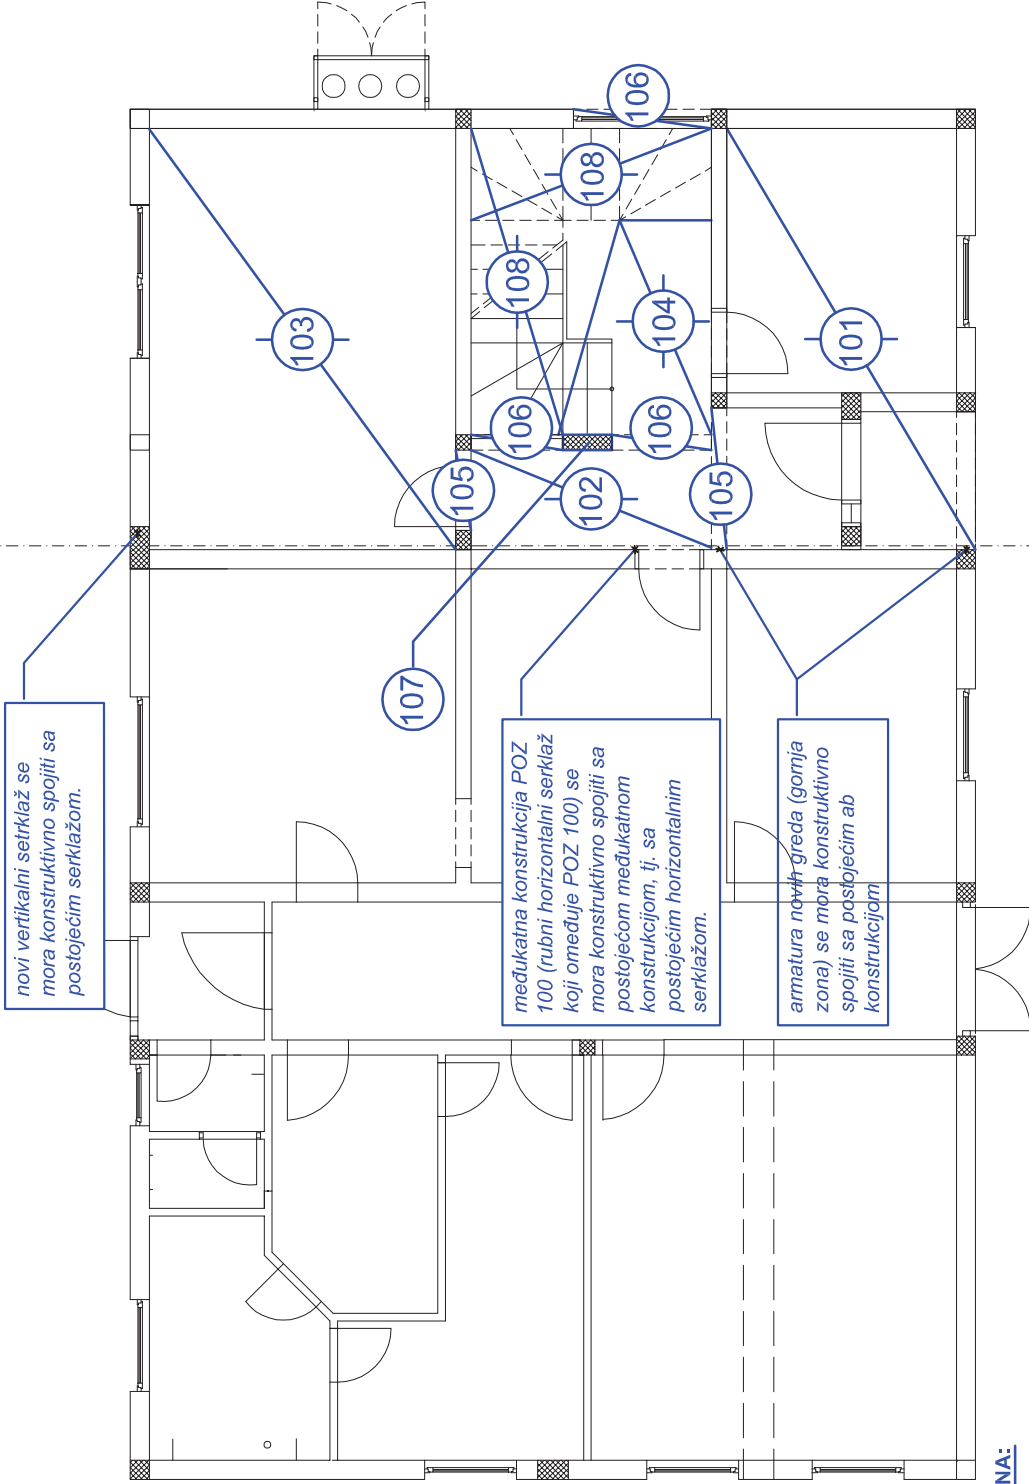 novi vertikalni setrklaž se
mora konstruktivno spojiti sa
postojećim serklažom.
međukatna konstrukcija POZ
100 (rubni horizontalni serklaž
koji omeđuje POZ 100) se
mora konstruktivno spojiti sa
postojećom međukatnom
konstrukcijom, tj. sa
postojećim horizontalnim
serklažom.
armatura novih greda (gornja
zona) se mora konstruktivno
spojiti sa postojećim ab
konstrukcijom
107
103
105
106
108
102
106
108
104
106
105
101
NA: